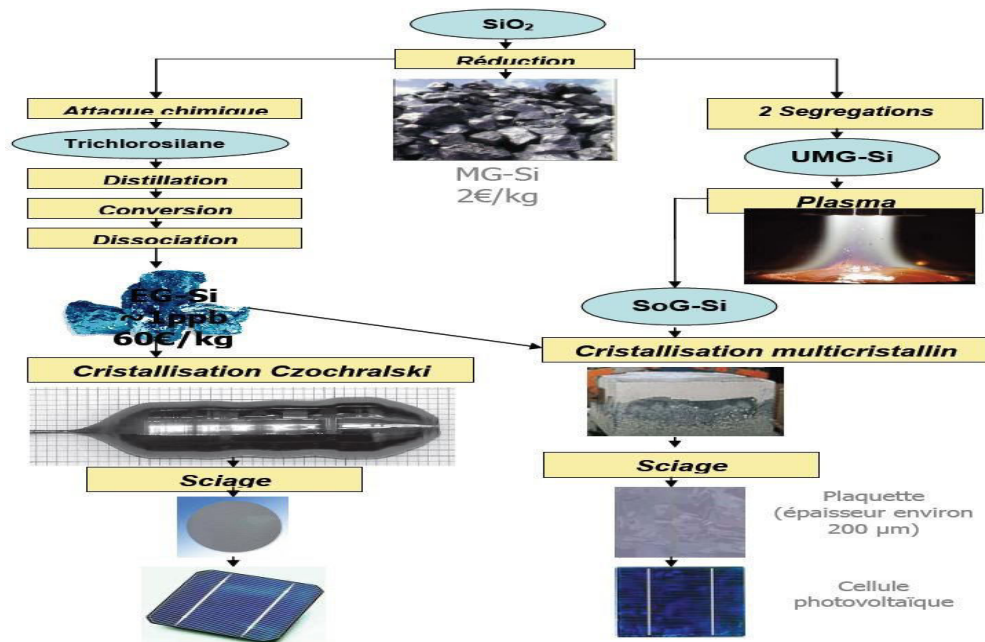 SiO₂
Réduction
Attaque chimique
Trichlorosilane
Distillation
Conversion
Dissociation
EG-Si
~1ppb
60€/kg
Cristallisation Czochralski
Sciage
MG-Si
2€/kg
2 Segregations
UMG-Si
Plasma
SoG-Si
Cristallisation multicristallin
Sciage
Plaquette
(épaisseur environ
200 µm)
Cellule
photovoltaïque